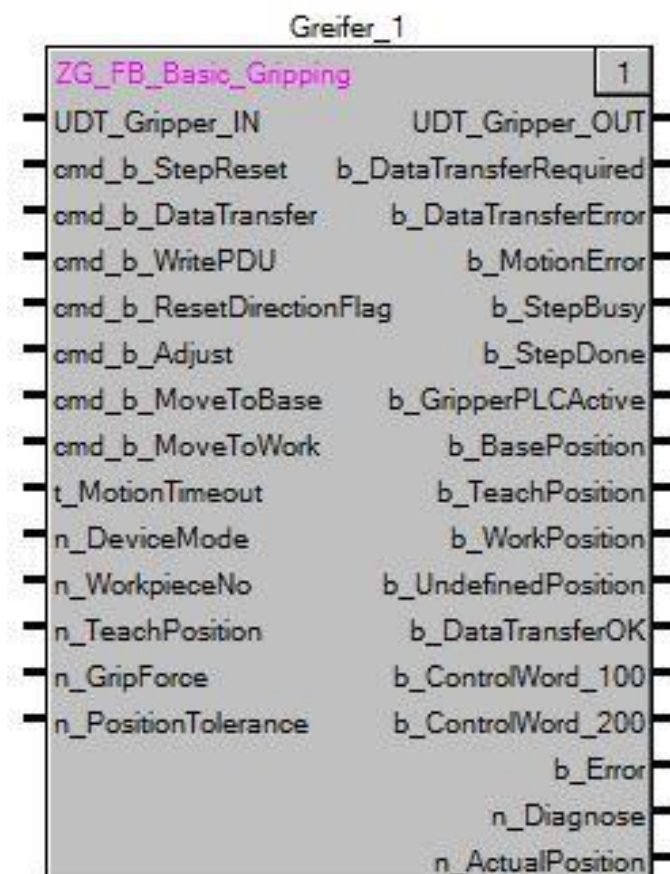 Greifer_1
ZG_FB_Basic_Gripping 1
UDT_Gripper_IN UDT_Gripper_OUT
cmd_b_StepReset b_DataTransferRequired
cmd_b_DataTransfer b_DataTransferError
cmd_b_WritePDU b_MotionError
cmd_b_ResetDirectionFlag b_StepBusy
cmd_b_Adjust b_StepDone
cmd_b_MoveToBase b_GripperPLCActive
cmd_b_MoveToWork b_BasePosition
t_MotionTimeout b_TeachPosition
n_DeviceMode b_WorkPosition
n_WorkpieceNo b_UndefinedPosition
n_TeachPosition b_DataTransferOK
n_GripForce b_ControlWord_100
n_PositionTolerance b_ControlWord_200
b_Error
n_Diagnose
n_ActualPosition